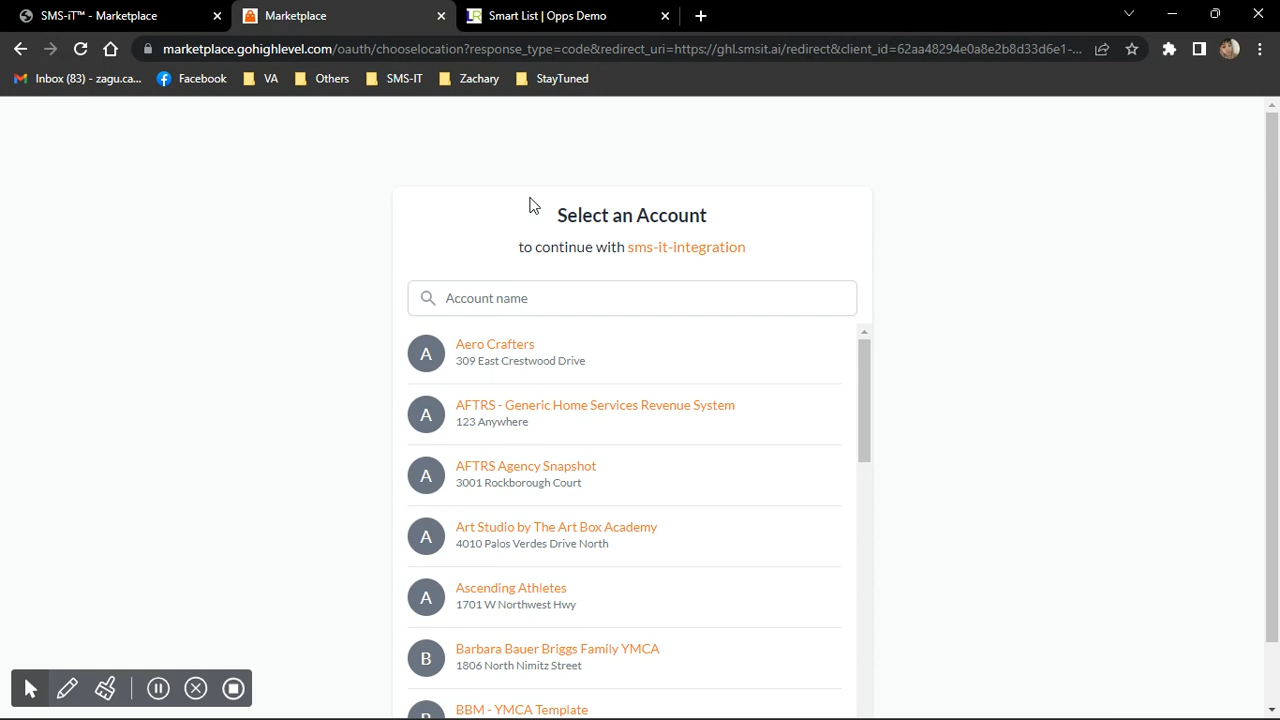 SMS-iT™ - Marketplace
Marketplace
Smart List | Opps Demo
marketplace.gohighlevel.com/oauth/chooselocation?response_type=code&redirect_uri=https://ghl.smsit.ai/redirect&client_id=62aa48294e0a8e2b8d33d6e1-...
Inbox (83) - zagu.ca...
Facebook
VA
Others
SMS-IT
Zachary
StayTuned
Select an Account
to continue with sms-it-integration
Account name
A
Aero Crafters
309 East Crestwood Drive
A
AFTRS - Generic Home Services Revenue System
123 Anywhere
A
AFTRS Agency Snapshot
3001 Rockborough Court
A
Art Studio by The Art Box Academy
4010 Palos Verdes Drive North
A
Ascending Athletes
1701 W Northwest Hwy
B
Barbara Bauer Briggs Family YMCA
1806 North Nimitz Street
B
BBM - YMCA Template